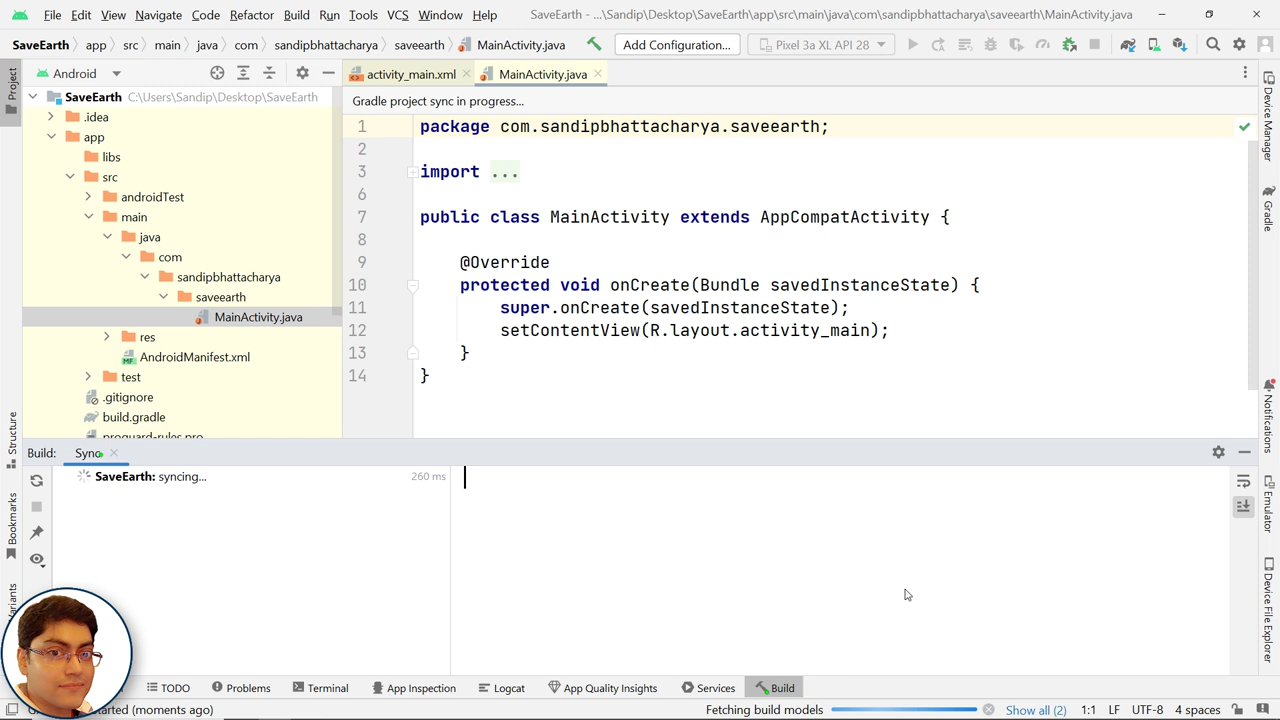 File Edit View Navigate Code Refactor Build Run Tools VCS Window Help SaveEarth - ...\Sandip\Desktop\SaveEarth\app\src\main\java\com\sandipbhattacharya\saveearth\MainActivity.java
SaveEarth app src main java com sandipbhattacharya saveearth MainActivity.java Add Configuration... Pixel 3a XL API 28
Project
Android
activity_main.xml MainActivity.java
SaveEarth C:\Users\Sandip\Desktop\SaveEarth
.idea
app
libs
src
androidTest
main
java
com
sandipbhattacharya
saveearth
MainActivity.java
res
AndroidManifest.xml
test
.gitignore
build.gradle
proguard-rules.pro
Gradle project sync in progress...
1 package com.sandipbhattacharya.saveearth;
2
3 import ...
6
7 public class MainActivity extends AppCompatActivity {
8
9 @Override
10 protected void onCreate(Bundle savedInstanceState) {
11 super.onCreate(savedInstanceState);
12 setContentView(R.layout.activity_main);
13 }
14 }
Device Manager
Gradle
Notifications
Emulator
Device File Explorer
Structure
Bookmarks
Build: Sync
SaveEarth: syncing... 260 ms
TODO Problems Terminal App Inspection Logcat App Quality Insights Services Build
arted (moments ago) Fetching build models Show all (2) 1:1 LF UTF-8 4 spaces